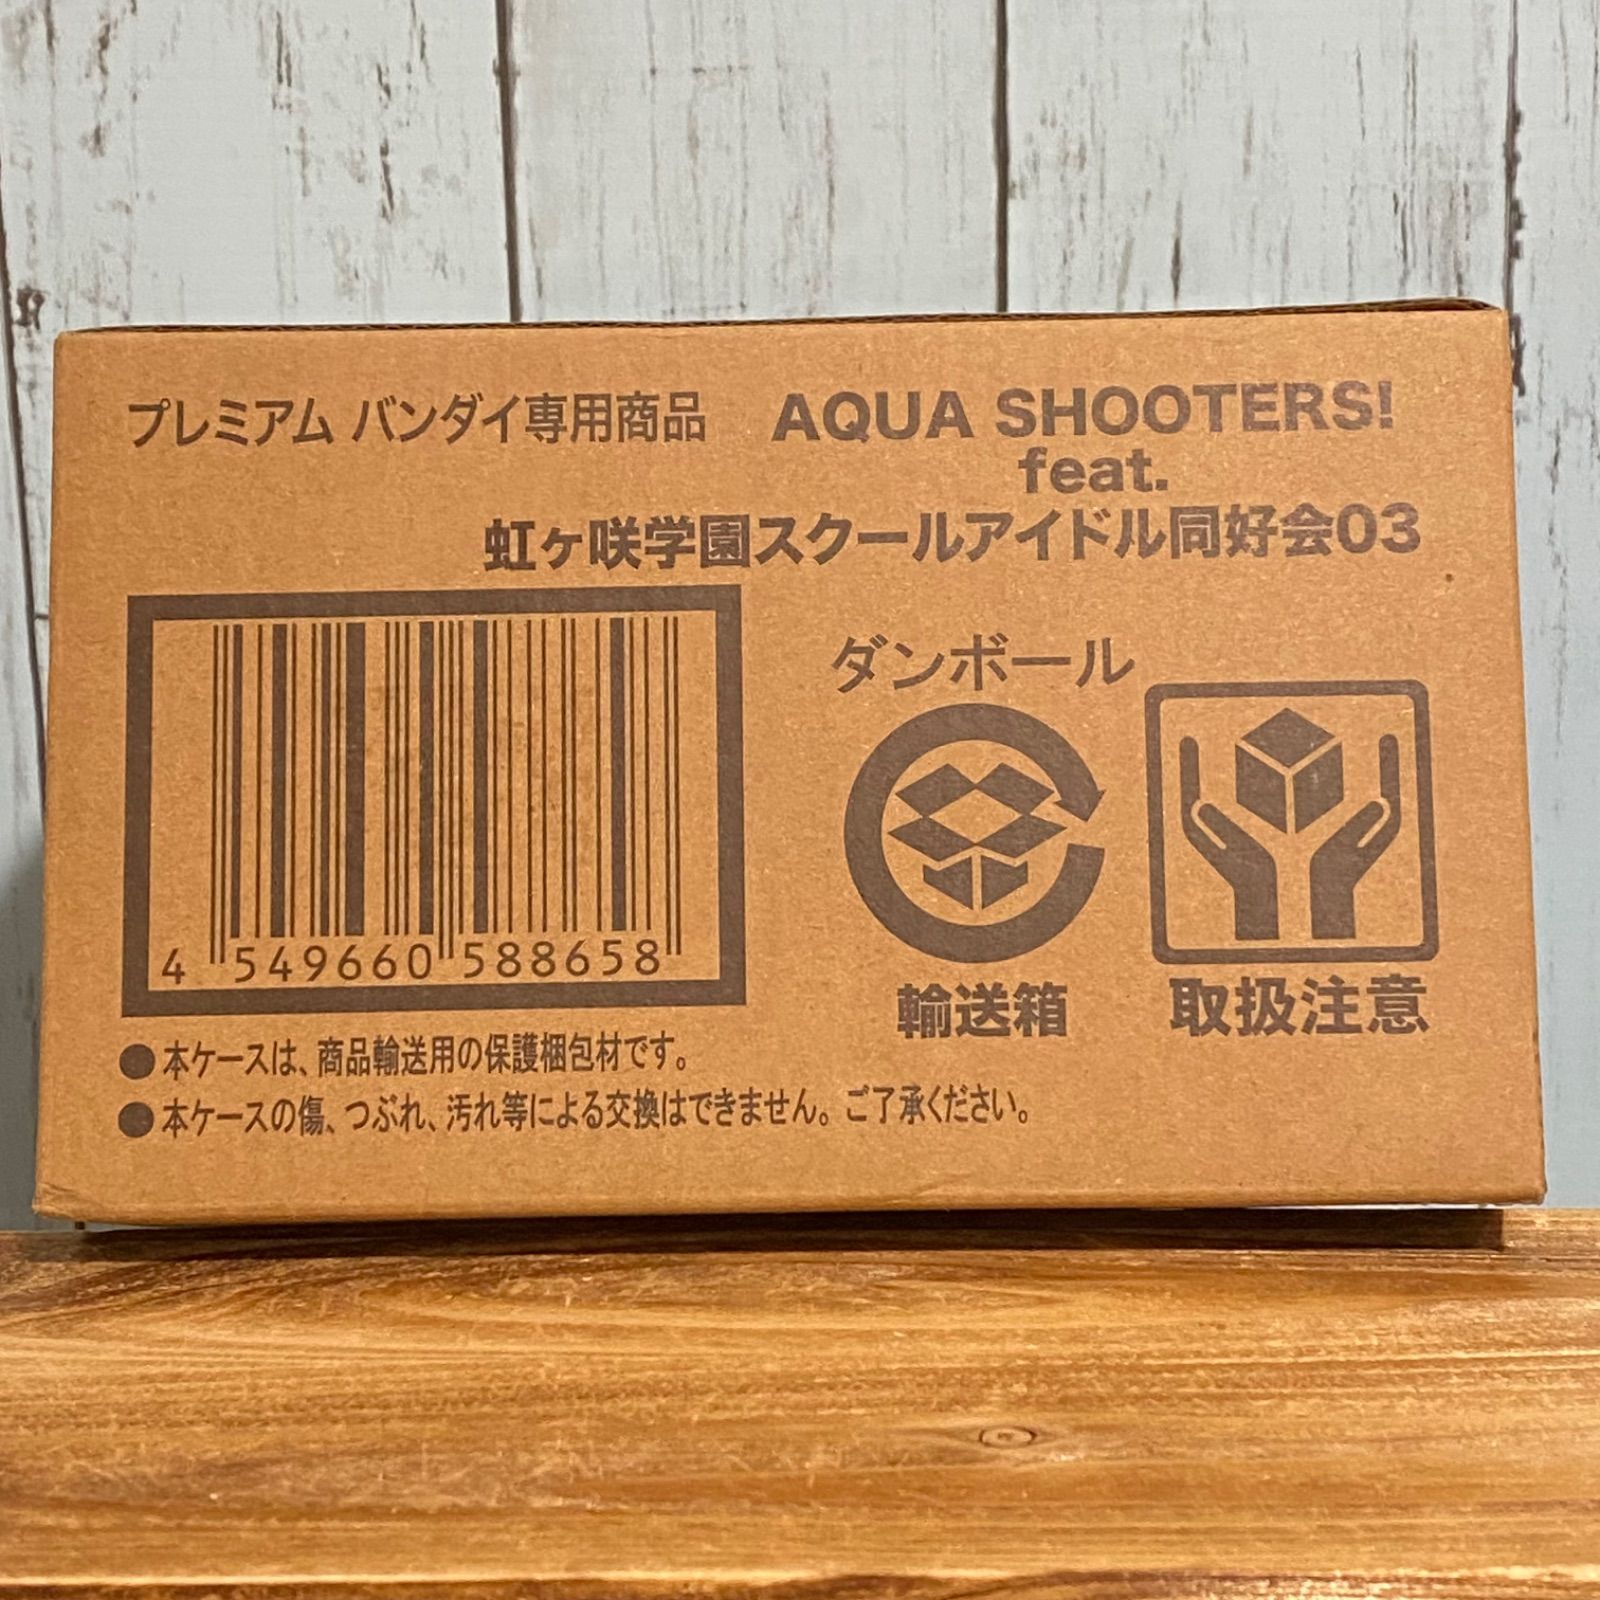 プレミアム バンダイ専用商品
AQUA SHOOTERS!
feat.
虹ヶ咲学園スクールアイドル同好会03
ダンボール
輸送箱
取扱注意
4 549660 588658
●本ケースは、商品輸送用の保護梱包材です。
●本ケースの傷、つぶれ、汚れ等による交換はできません。ご了承ください。